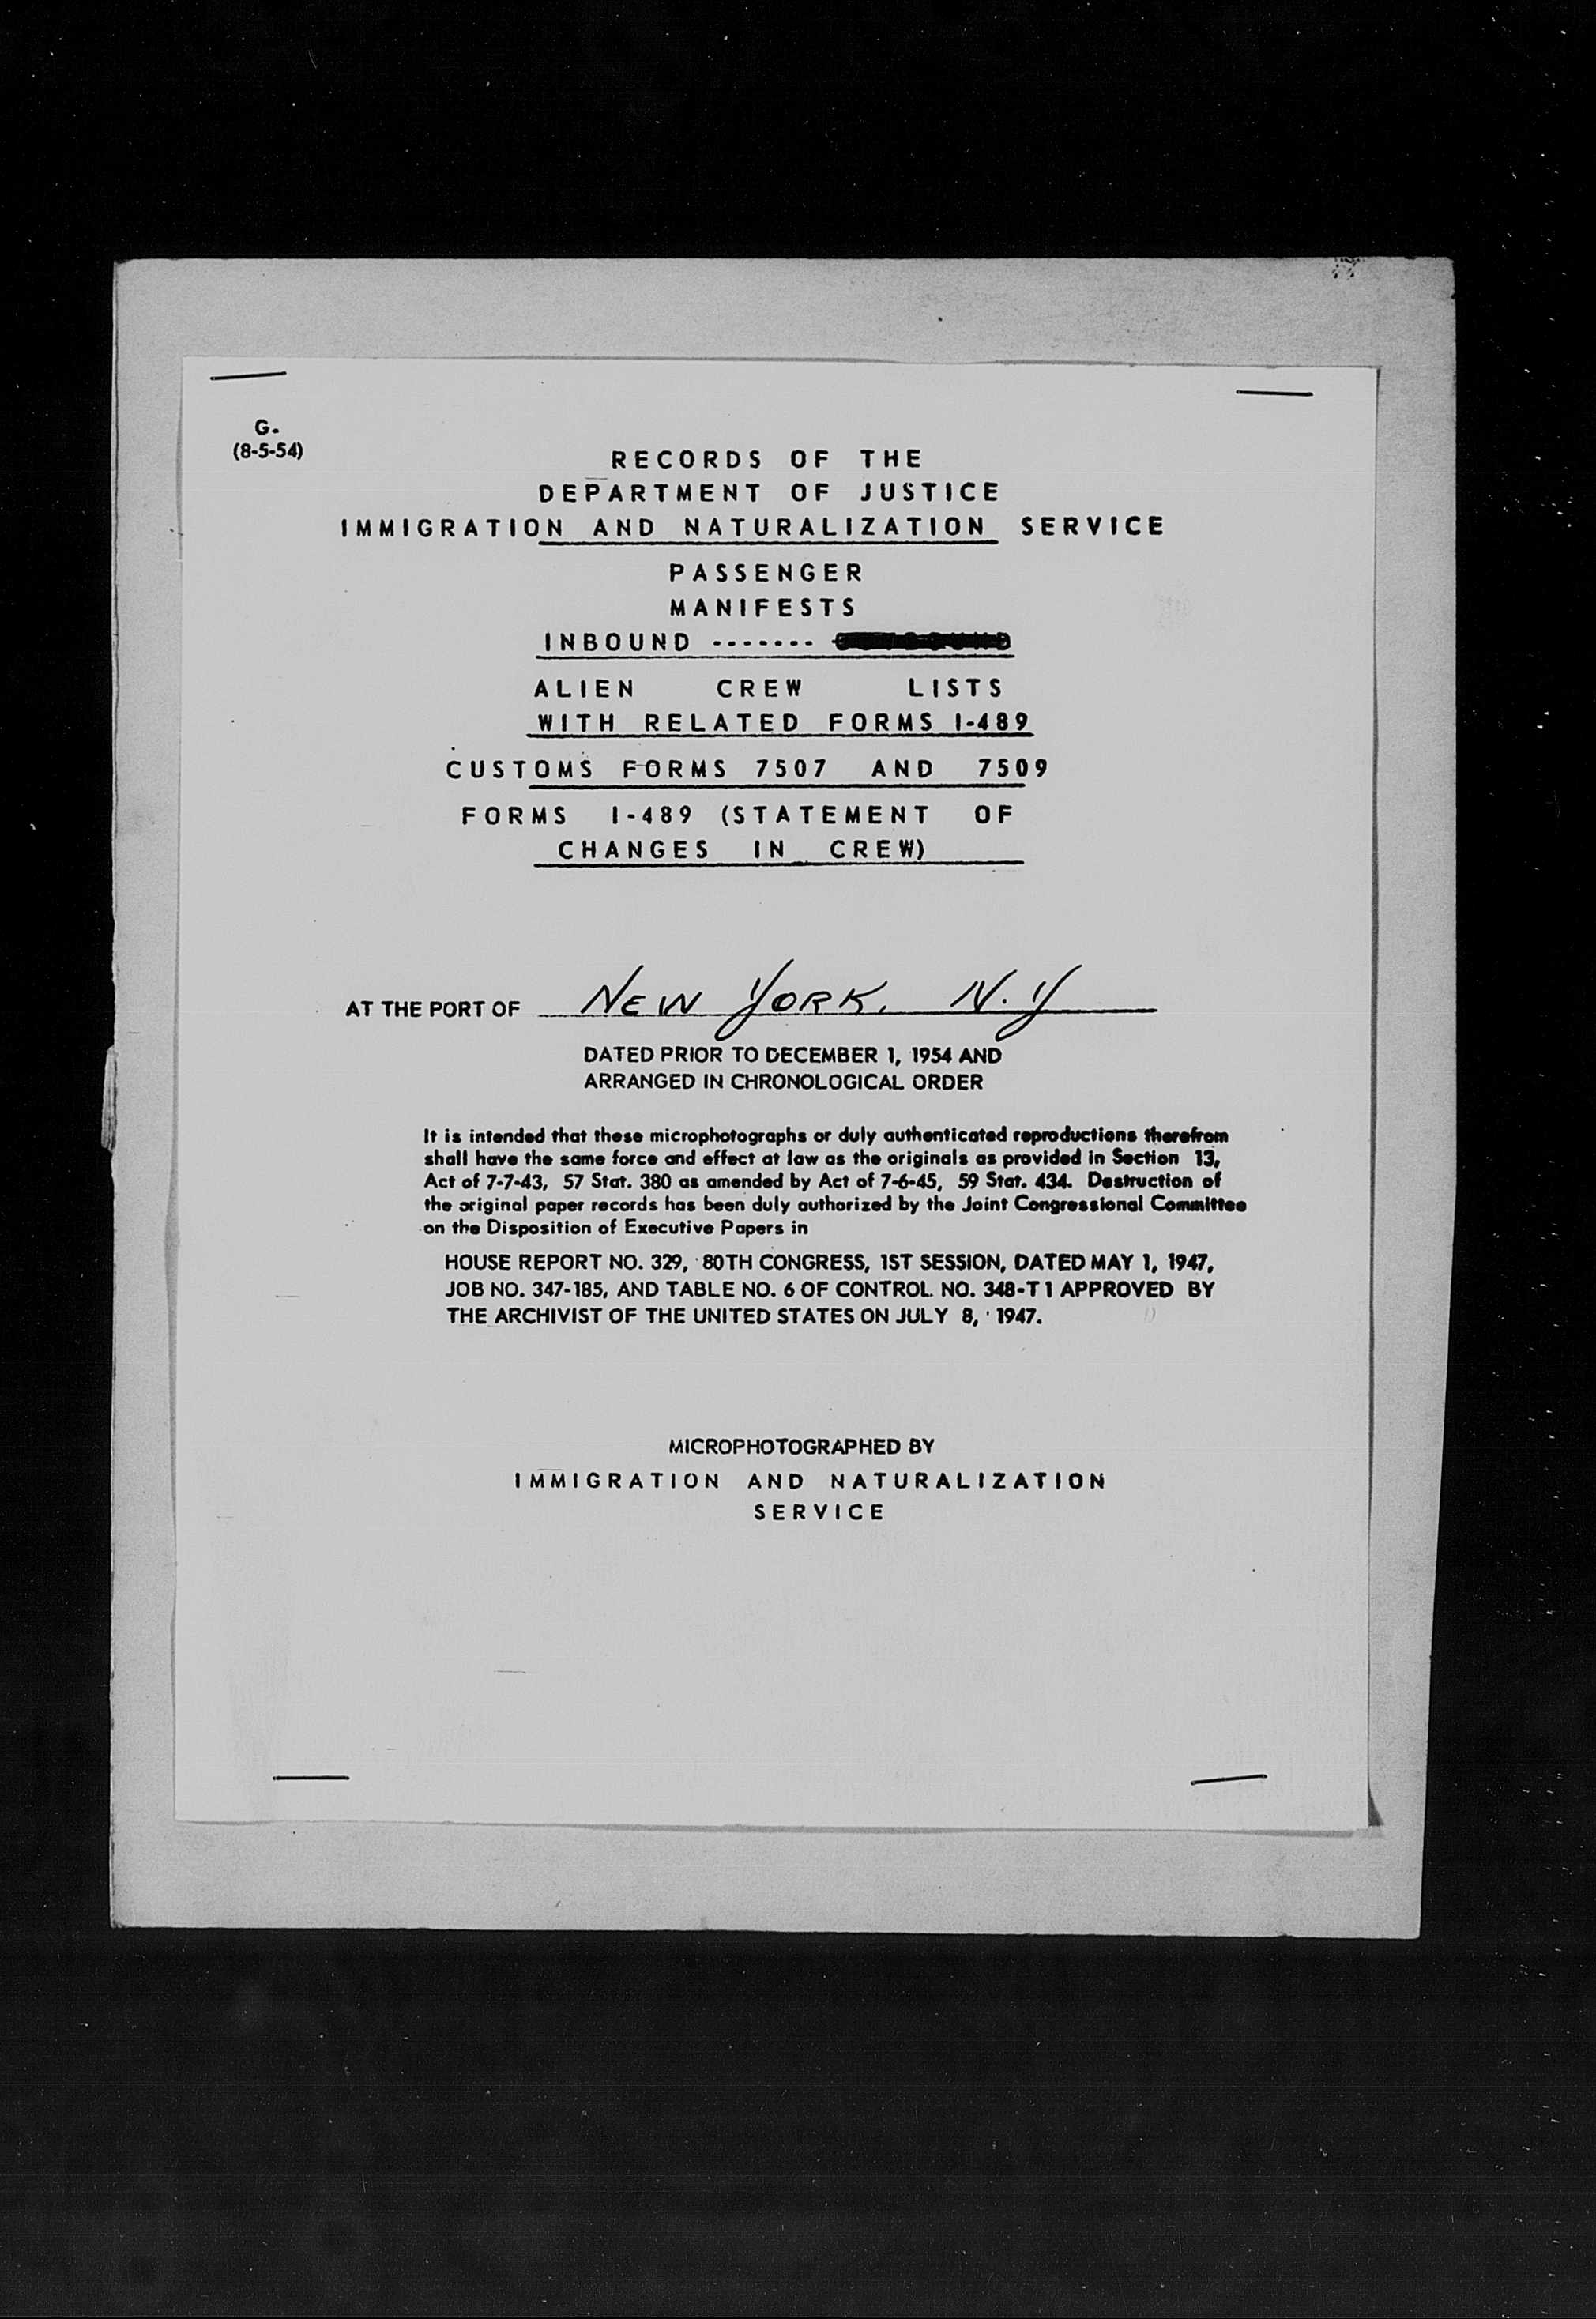 G.
(8-5-54)
RECORDS OF THE
DEPARTMENT OF JUSTICE
IMMIGRATION AND NATURALIZATION SERVICE
PASSENGER
MANIFESTS
INBOUND -------
ALIEN CREW LISTS
WITH RELATED FORMS I-489
CUSTOMS FORMS 7507 AND 7509
FORMS I-489 (STATEMENT OF
CHANGES IN CREW)
AT THE PORT OF NEW YORK, N.Y
DATED PRIOR TO DECEMBER 1, 1954 AND
ARRANGED IN CHRONOLOGICAL ORDER
It is intended that these microphotographs or duly authenticated reproductions therefrom
shall have the same force and effect at law as the originals as provided in Section 13,
Act of 7-7-43, 57 Stat. 380 as amended by Act of 7-6-45, 59 Stat. 434. Destruction of
the original paper records has been duly authorized by the Joint Congressional Committee
on the Disposition of Executive Papers in
HOUSE REPORT NO. 329, 80TH CONGRESS, 1ST SESSION, DATED MAY 1, 1947,
JOB NO. 347-185, AND TABLE NO. 6 OF CONTROL NO. 348-T1 APPROVED BY
THE ARCHIVIST OF THE UNITED STATES ON JULY 8, 1947.
MICROPHOTOGRAPHED BY
IMMIGRATION AND NATURALIZATION
SERVICE